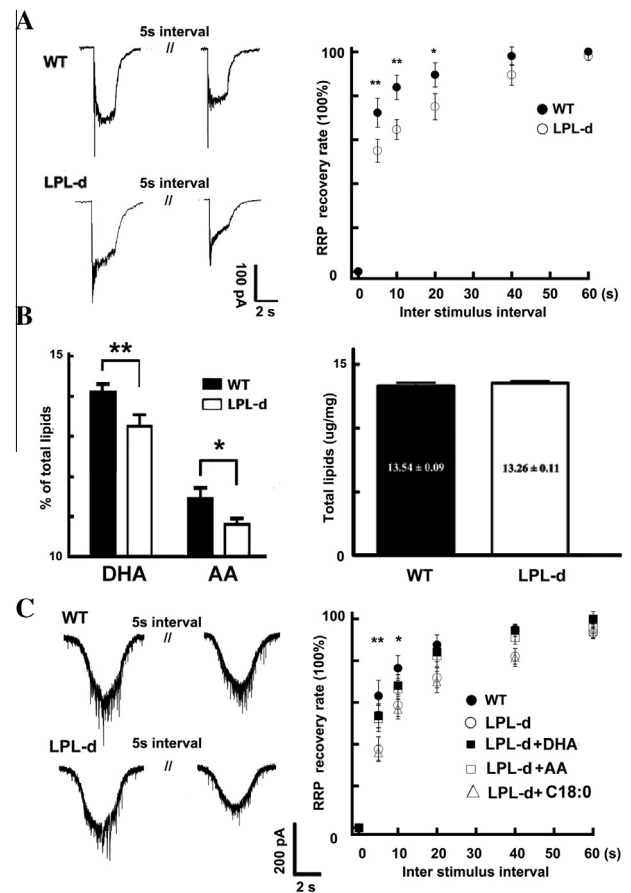 A
5s interval
//
WT
LPL-d
5s interval
//
100 pA
2 s
RRP recovery rate (100%)
100
0
WT
LPL-d
0 10 20 40 60 (s)
Inter stimulus interval
B
% of total lipids
15
10
**
*
WT
LPL-d
DHA AA
Total lipids (ug/mg)
15
0
13.54 ± 0.09
13.26 ± 0.11
WT LPL-d
C
WT
5s interval
//
LPL-d
5s interval
//
200 pA
2 s
RRP recovery rate (100%)
100
0
** *
WT
LPL-d
LPL-d+DHA
LPL-d+AA
LPL-d+C18:0
0 10 20 40 60 (s)
Inter stimulus interval
** ** *